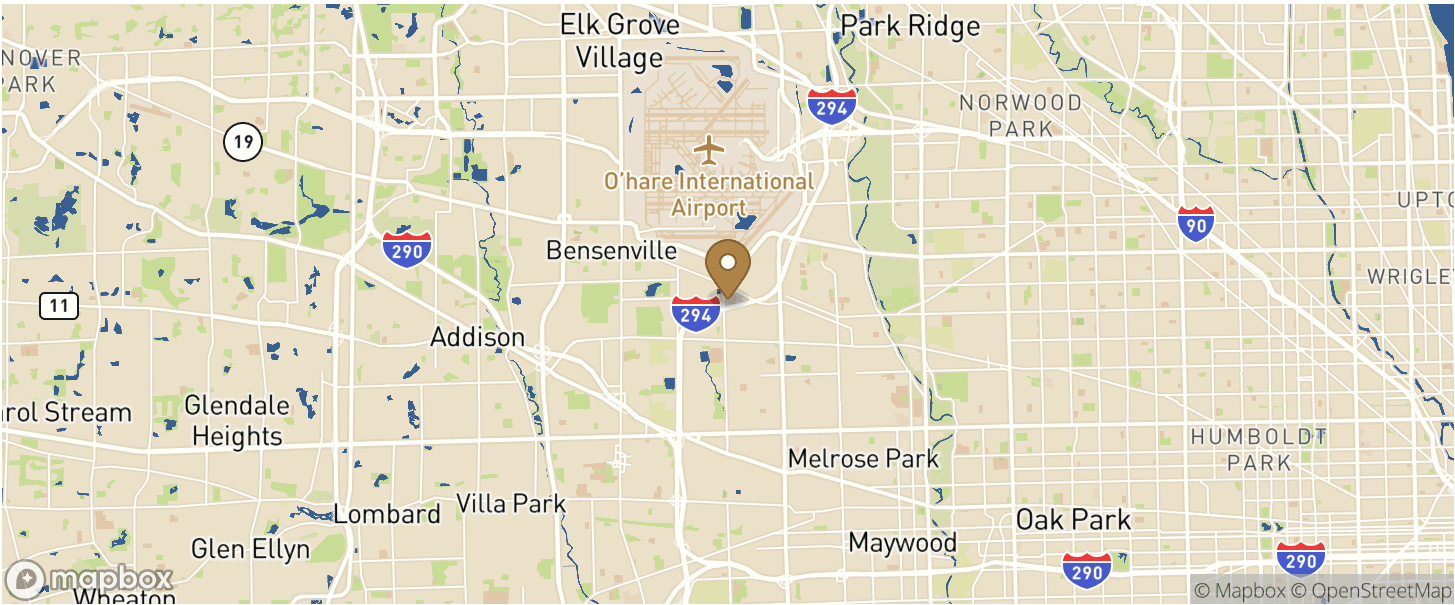 Elk Grove
Village
Park Ridge
NOVER
PARK
294
NORWOOD
PARK
19
O'hare International
Airport
UPTO
90
290
Bensenville
WRIGLEY
11
294
Addison
arol Stream
Glendale
Heights
HUMBOLDT
PARK
Melrose Park
Villa Park
Lombard
Oak Park
Glen Ellyn
Maywood
290
290
mapbox
Wheaton
© Mapbox © OpenStreetMap